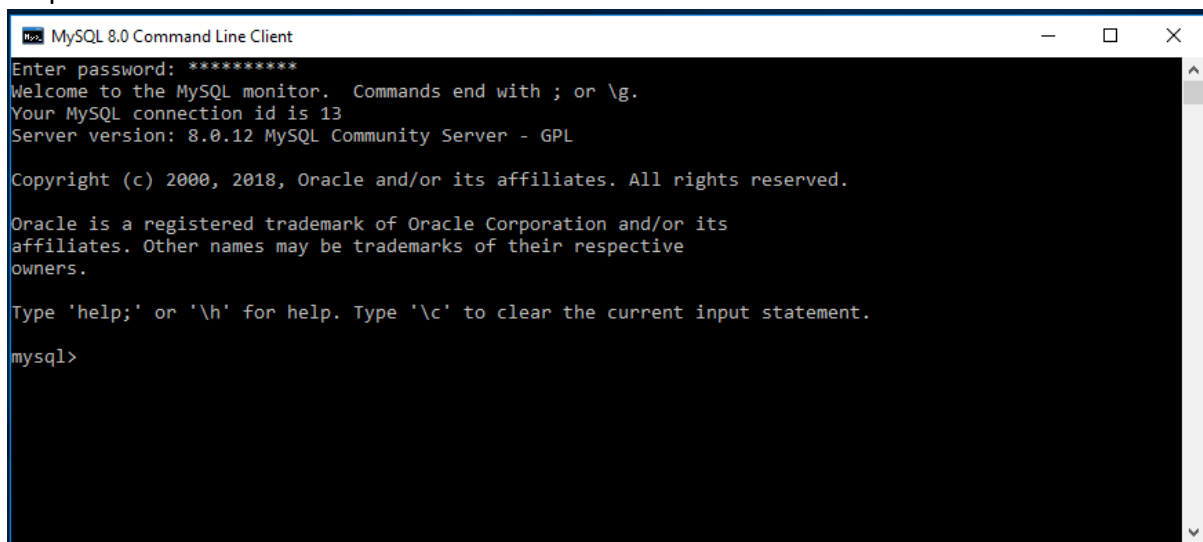 MySQL 8.0 Command Line Client
Enter password: **********
Welcome to the MySQL monitor.  Commands end with ; or \g.
Your MySQL connection id is 13
Server version: 8.0.12 MySQL Community Server - GPL
Copyright (c) 2000, 2018, Oracle and/or its affiliates. All rights reserved.
Oracle is a registered trademark of Oracle Corporation and/or its
affiliates. Other names may be trademarks of their respective
owners.
Type 'help;' or '\h' for help. Type '\c' to clear the current input statement.
mysql>